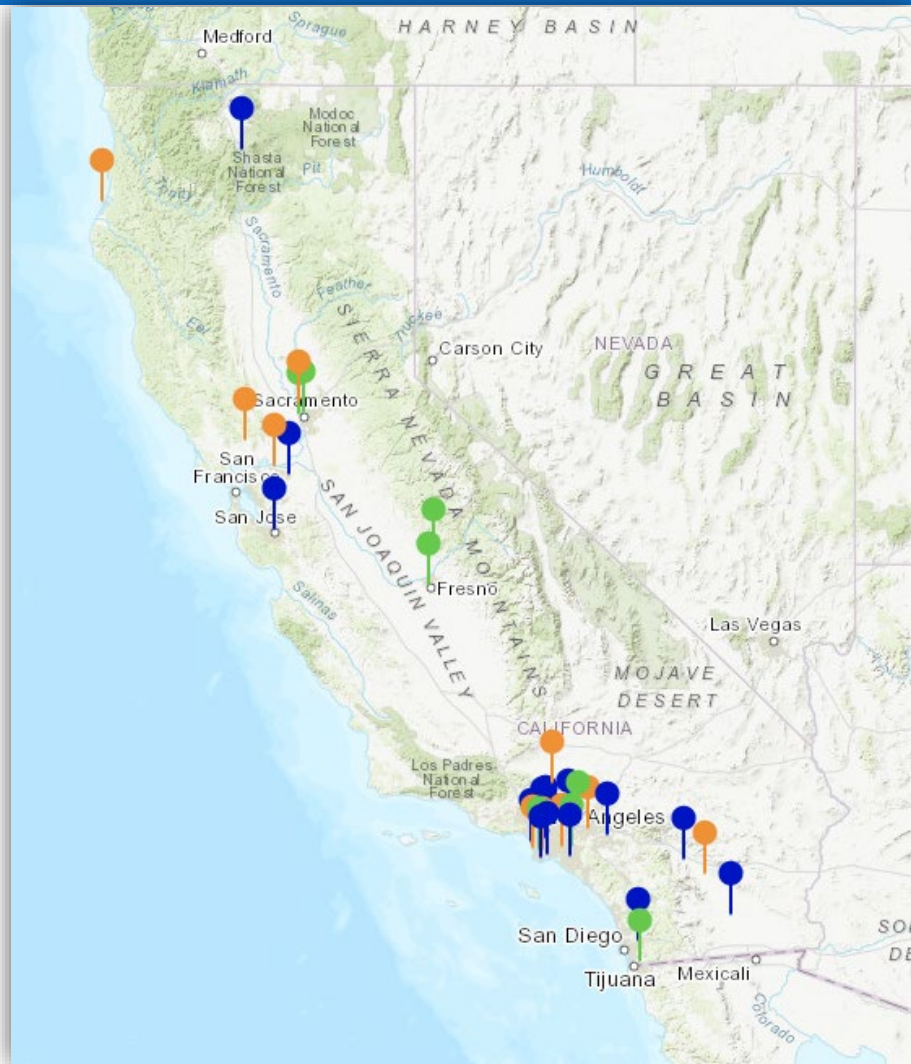 Sprague
HARNEY BASIN
Medford
Klamath
Modoc
National
Forest
Shasta
National
Forest
Pit
Trinity
Humboldt
Sacramento
Feather
Truckee
Eel
SIERRA NEVADA MOUNTAINS
Carson City
NEVADA
GREAT
BASIN
Sacramento
San
Francisco
San Jose
SAN JOAQUIN VALLEY
Fresno
Salinas
Las Vegas
MOJAVE
DESERT
CALIFORNIA
Los Padres
National
Forest
Angeles
San Diego
SO
DE
Tijuana
Mexicali
Colorado